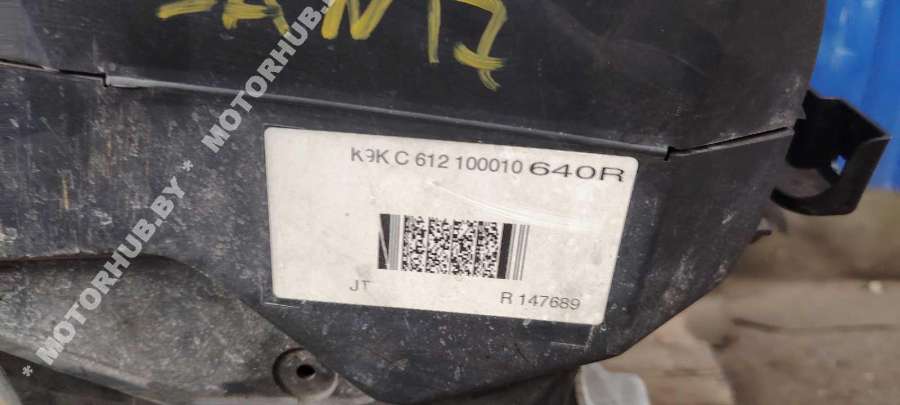 K9K C 612 100010 640R
JT
R 147689
* MOTORHUB.BY * MOTORHUB.BY